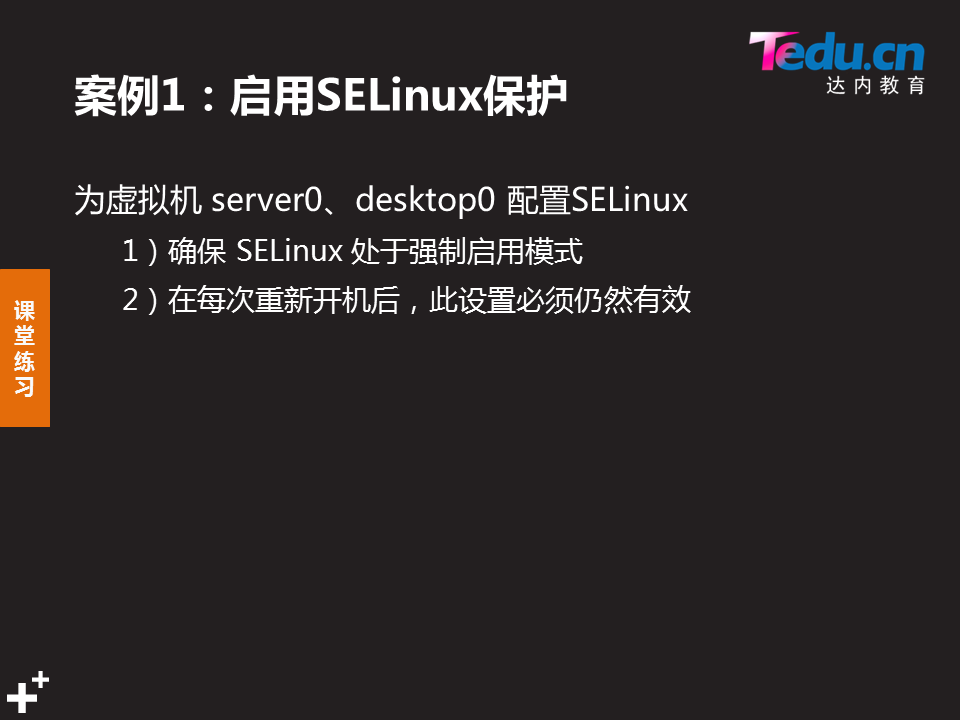 Tedu.cn
达内教育
案例1：启用SELinux保护
为虚拟机 server0、desktop0 配置SELinux
1）确保 SELinux 处于强制启用模式
2）在每次重新开机后，此设置必须仍然有效
课堂练习